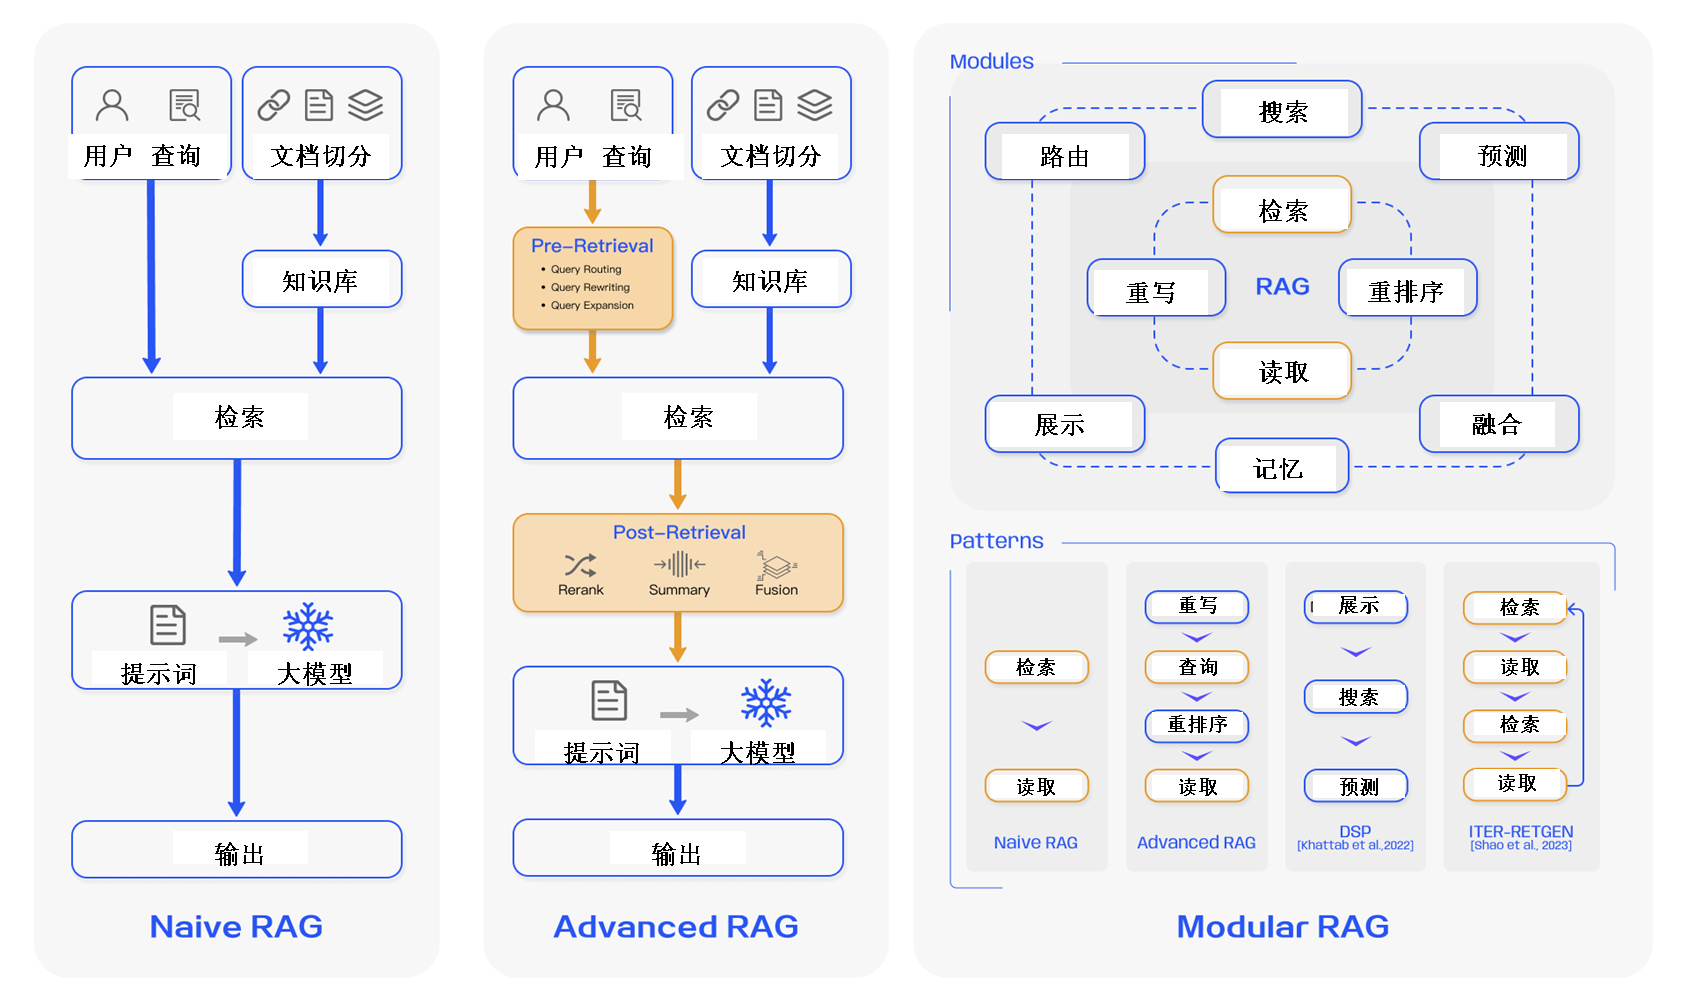 用户 查询
文档切分
知识库
检索
提示词
大模型
输出
Naive RAG
用户 查询
文档切分
Pre-Retrieval
• Query Routing
• Query Rewriting
• Query Expansion
知识库
检索
Post-Retrieval
Rerank
Summary
Fusion
提示词
大模型
输出
Advanced RAG
Modules
搜索
路由
预测
检索
重写
RAG
重排序
读取
展示
融合
记忆
Patterns
检索
读取
Naive RAG
重写
查询
重排序
读取
Advanced RAG
展示
搜索
预测
DSP
[Khattab et al.,2022]
检索
读取
检索
读取
ITER-RETGEN
[Shao et al., 2023]
Modular RAG